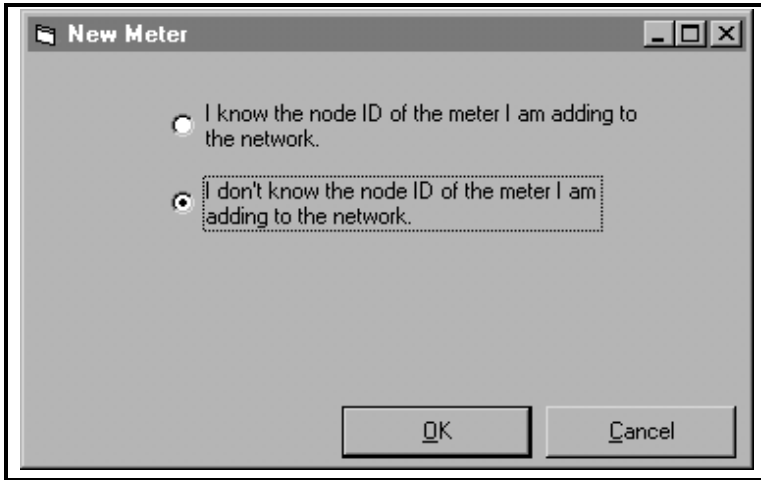 New Meter
I know the node ID of the meter I am adding to
the network.
I don't know the node ID of the meter I am
adding to the network.
OK
Cancel